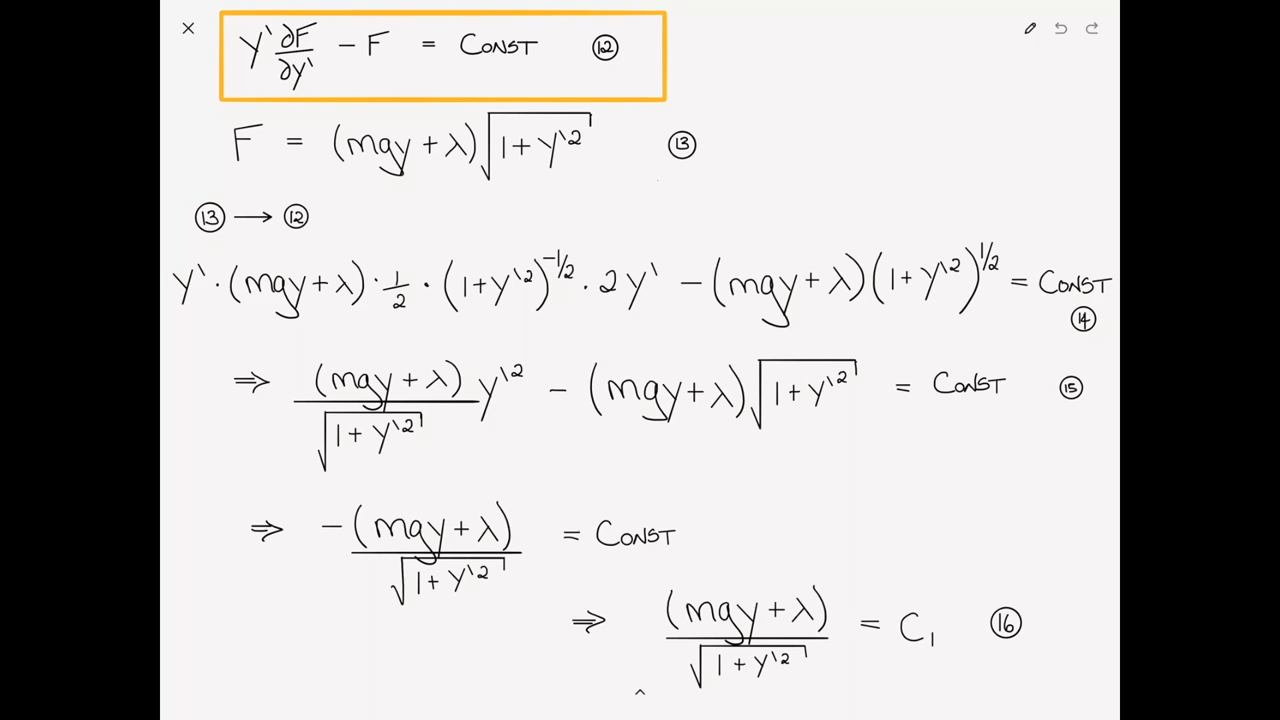 y' ∂F/∂y' − F = CONST ⑫
F = (mgy + λ)√(1 + y'²) ⑬
⑬ → ⑫
y' · (mgy + λ) · 1/2 · (1 + y'²)^(−1/2) · 2y' − (mgy + λ)(1 + y'²)^(1/2) = CONST ⑭
⇒ (mgy + λ)/√(1 + y'²) y'² − (mgy + λ)√(1 + y'²) = CONST ⑮
⇒ −(mgy + λ)/√(1 + y'²) = CONST
⇒ (mgy + λ)/√(1 + y'²) = C₁ ⑯